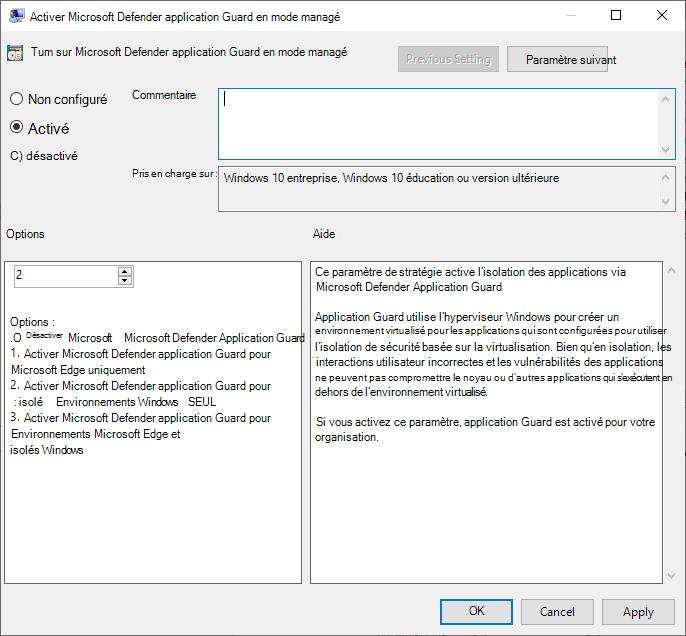 Activer Microsoft Defender application Guard en mode managé
Tum sur Microsoft Defender application Guard en mode managé
Previous Setting
Paramètre suivant
Non configuré
Activé
C) désactivé
Commentaire
Pris en charge sur :
Windows 10 entreprise, Windows 10 éducation ou version ultérieure
Options
Aide
2
Options :
.O Désactiver Microsoft Microsoft Defender Application Guard
1. Activer Microsoft Defender application Guard pour
Microsoft Edge uniquement
2. Activer Microsoft Defender application Guard pour
: isolé Environnements Windows SEUL
3. Activer Microsoft Defender application Guard pour
Environnements Microsoft Edge et
isolés Windows
Ce paramètre de stratégie active l'isolation des applications via
Microsoft Defender Application Guard
Application Guard utilise l'hyperviseur Windows pour créer un
environnement virtualisé pour les applications qui sont configurées pour utiliser
l'isolation de sécurité basée sur la virtualisation. Bien qu'en isolation, les
interactions utilisateur incorrectes et les vulnérabilités des applications
ne peuvent pas compromettre le noyau ou d'autres applications qui s'exécutent en
dehors de l'environnement virtualisé.
Si vous activez ce paramètre, application Guard est activé pour votre
organisation.
OK
Cancel
Apply